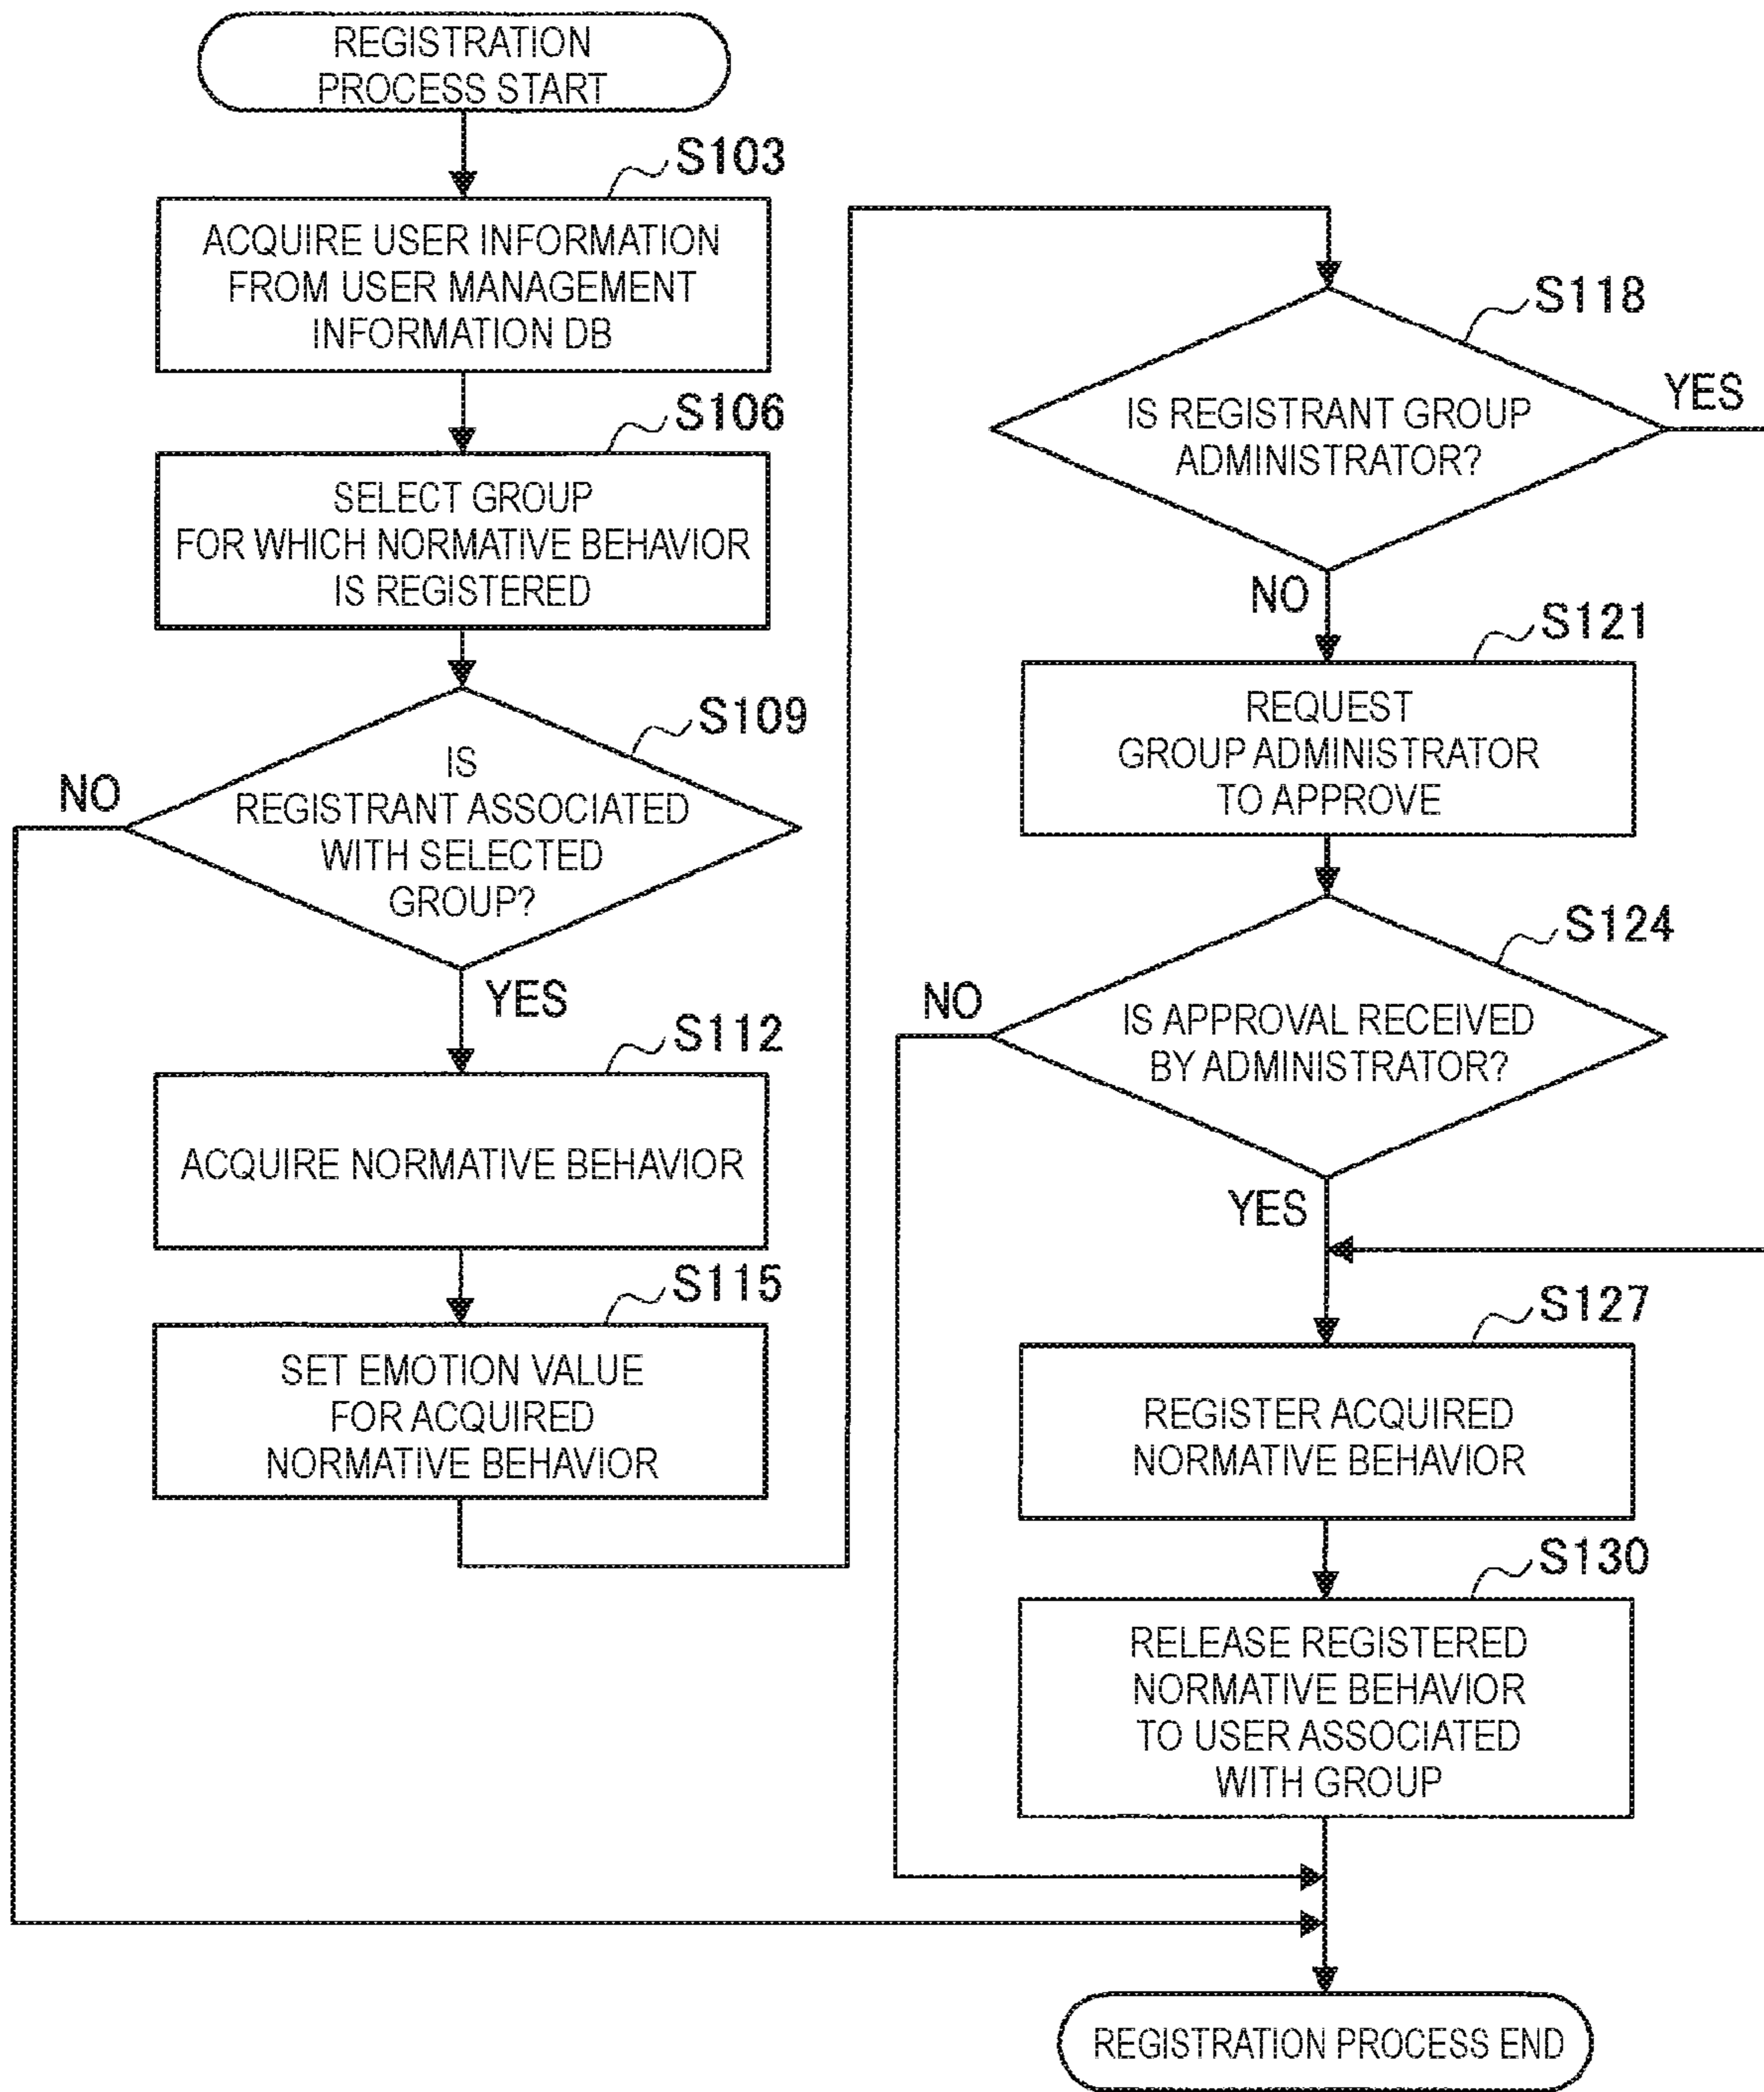 REGISTRATION
PROCESS START
S103
ACQUIRE USER INFORMATION
FROM USER MANAGEMENT
INFORMATION DB
S106
SELECT GROUP
FOR WHICH NORMATIVE BEHAVIOR
IS REGISTERED
S109
IS
REGISTRANT ASSOCIATED
WITH SELECTED
GROUP?
NO
YES
S112
ACQUIRE NORMATIVE BEHAVIOR
S115
SET EMOTION VALUE
FOR ACQUIRED
NORMATIVE BEHAVIOR
S118
IS REGISTRANT GROUP
ADMINISTRATOR?
YES
NO
S121
REQUEST
GROUP ADMINISTRATOR
TO APPROVE
S124
IS APPROVAL RECEIVED
BY ADMINISTRATOR?
NO
YES
S127
REGISTER ACQUIRED
NORMATIVE BEHAVIOR
S130
RELEASE REGISTERED
NORMATIVE BEHAVIOR
TO USER ASSOCIATED
WITH GROUP
REGISTRATION PROCESS END